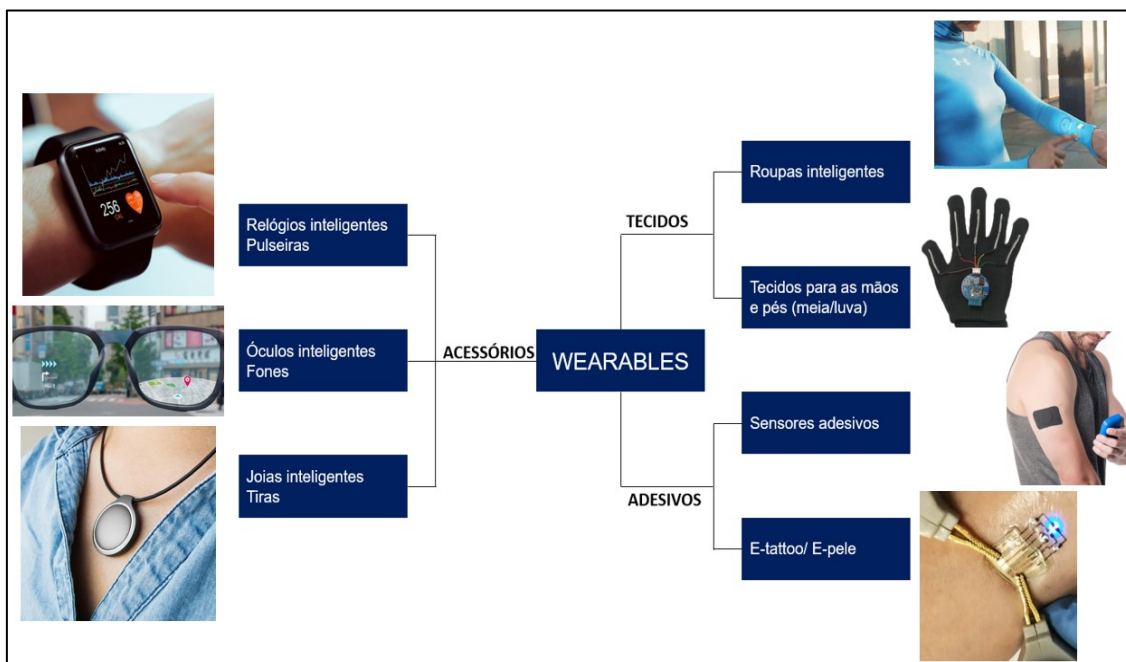 Relógios inteligentes
Pulseiras
Óculos inteligentes
Fones
Joias inteligentes
Tiras
ACESSÓRIOS
WEARABLES
TECIDOS
Roupas inteligentes
Tecidos para as mãos
e pés (meia/luva)
ADESIVOS
Sensores adesivos
E-tattoo/ E-pele
256
CAL